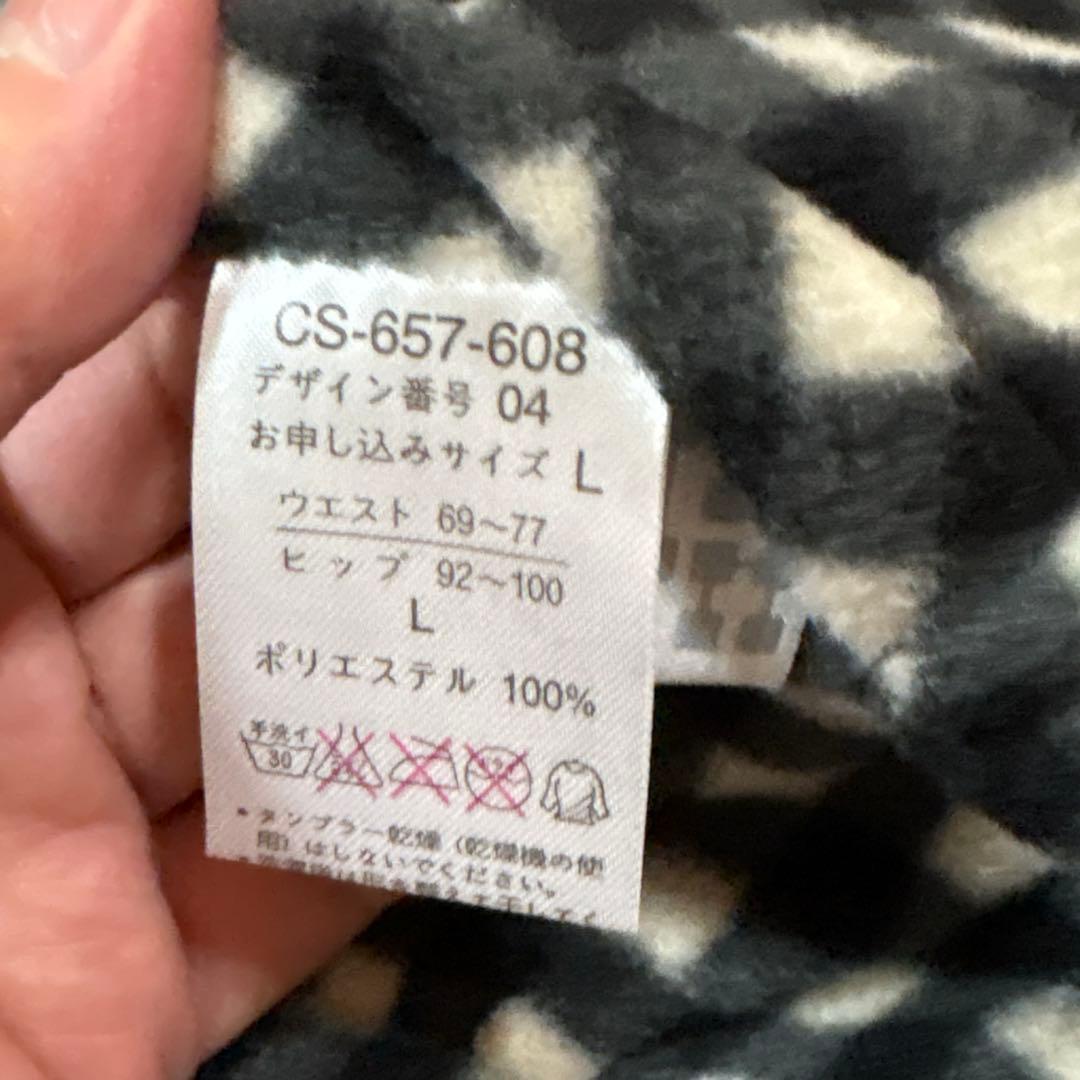 CS-657-608
デザイン番号 04
お申し込みサイズ L
ウエスト 69〜77
ヒップ 92〜100
L
ポリエステル 100%
手洗イ
30
* タンブラー乾燥（乾燥機の使
用）はしないでください。